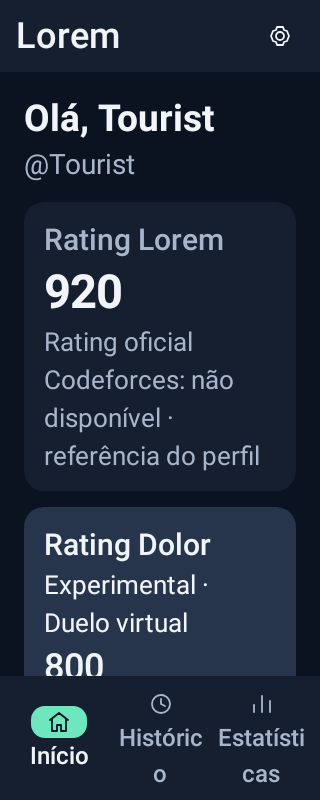 Lorem
Olá, Tourist
@Tourist
Rating Lorem
920
Rating oficial
Codeforces: não
disponível ·
referência do perfil
Rating Dolor
Experimental ·
Duelo virtual
800
Início
Históric
o
Estatísti
cas